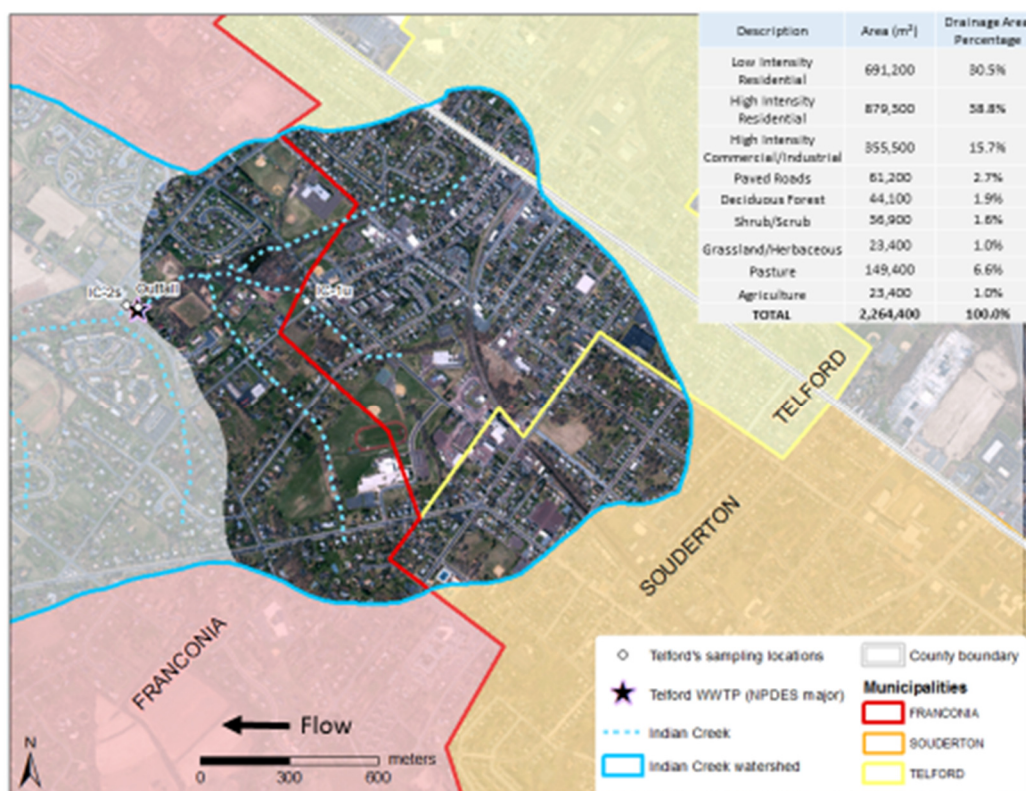 Description Area (m²) Drainage Area Percentage
Low Intensity
Residential 691,200 30.5%
High Intensity
Residential 879,300 38.8%
High Intensity
Commercial/Industrial 355,500 15.7%
Paved Roads 61,200 2.7%
Deciduous Forest 44,100 1.9%
Shrub/Scrub 36,900 1.6%
Grassland/Herbaceous 23,400 1.0%
Pasture 149,400 6.6%
Agriculture 23,400 1.0%
TOTAL 2,264,400 100.0%
IC-2s Outfall
IC-1u
TELFORD
SOUDERTON
FRANCONIA
Flow
N
meters
0 300 600
Telford's sampling locations
Telford WWTP (NPDES major)
Indian Creek
Indian Creek watershed
County boundary
Municipalities
FRANCONIA
SOUDERTON
TELFORD